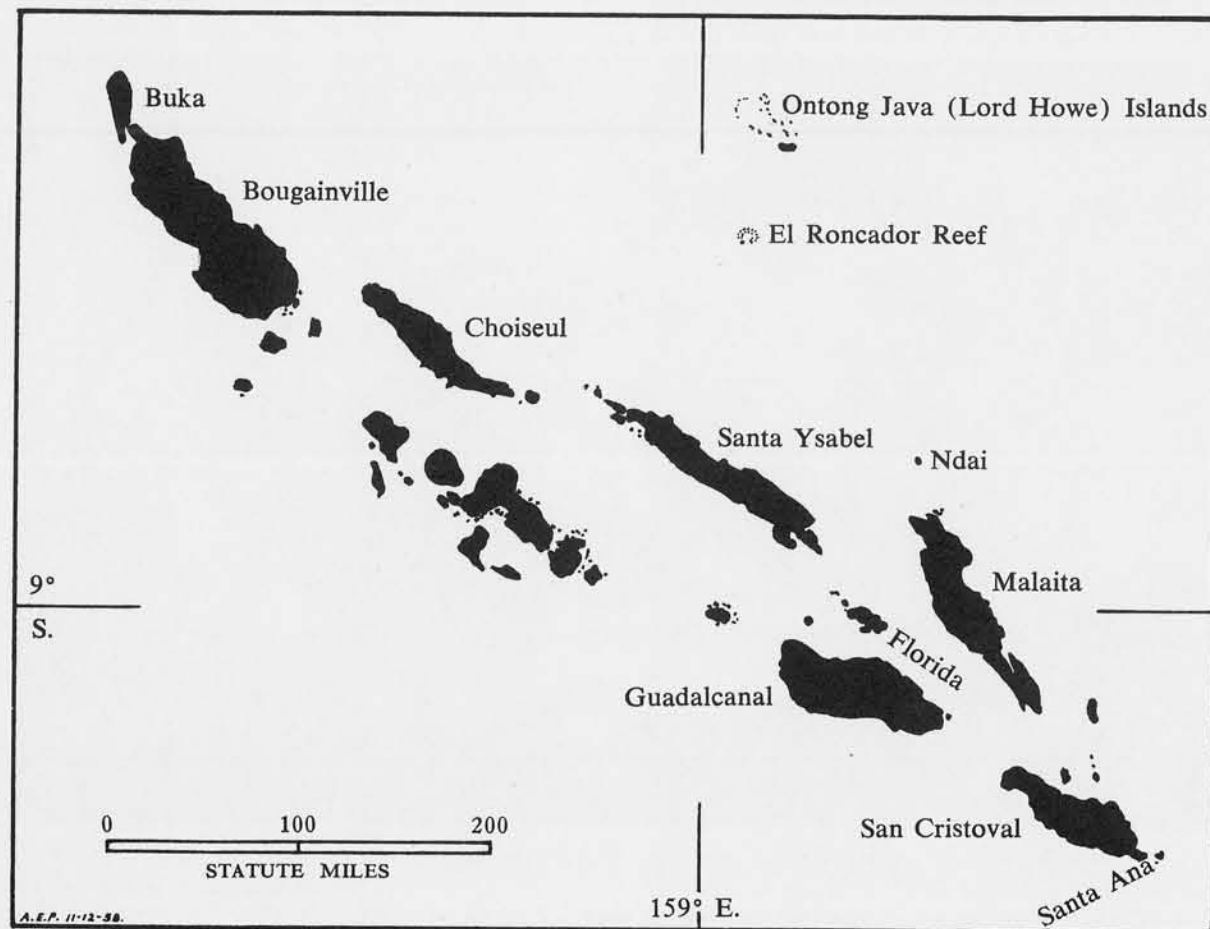 Buka
Ontong Java (Lord Howe) Islands
Bougainville
El Roncador Reef
Choiseul
Santa Ysabel
Ndai
9°
S.
Malaita
Florida
Guadalcanal
San Cristoval
Santa Ana
0 100 200
STATUTE MILES
159° E.
A.E.P. 11-12-58.